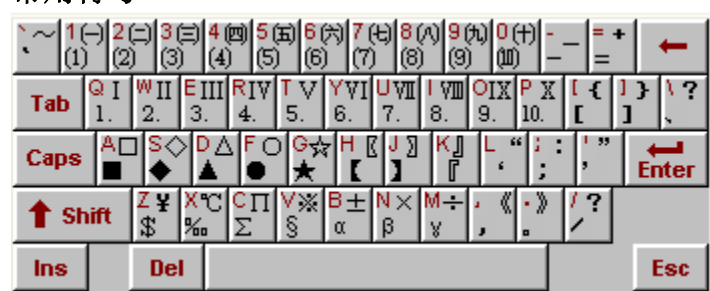 ` ～ 1 ㈠ 2 ㈡ 3 ㈢ 4 ㈣ 5 ㈤ 6 ㈥ 7 ㈦ 8 ㈧ 9 ㈨ 0 ㈩ - — = + ←
、 ⑴ ⑵ ⑶ ⑷ ⑸ ⑹ ⑺ ⑻ ⑼ ⑽ — =
Tab Q Ⅰ W Ⅱ E Ⅲ R Ⅳ T Ⅴ Y Ⅵ U Ⅶ I Ⅷ O Ⅸ P Ⅹ [ { ] } \ ?
1. 2. 3. 4. 5. 6. 7. 8. 9. 10. [ ] 、
Caps A □ S ◇ D △ F ○ G ☆ H 〖 J 〗 K 』 L “ ; : ' ” Enter
■ ◆ ▲ ● ★ 【 】 『 ‘ ; ’
Shift Z ¥ X ℃ C ∏ V ※ B ± N × M ÷ , 《 . 》 / ?
$ ‰ Σ § α β γ ， 。 /
Ins Del Esc